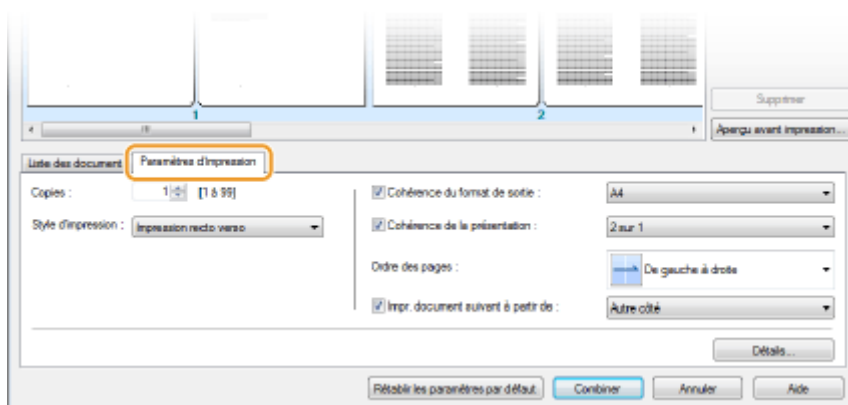 Supprimer
1
2
Aperçu avant impression...
Liste des document
Paramètres d'impression
Copies :
1
[1 à 99]
Cohérence du format de sortie :
A4
Style d'impression :
Impression recto verso
Cohérence de la présentation :
2 sur 1
Ordre des pages :
De gauche à droite
Impr. document suivant à partir de :
Autre côté
Détails...
Rétablir les paramètres par défaut
Combiner
Annuler
Aide